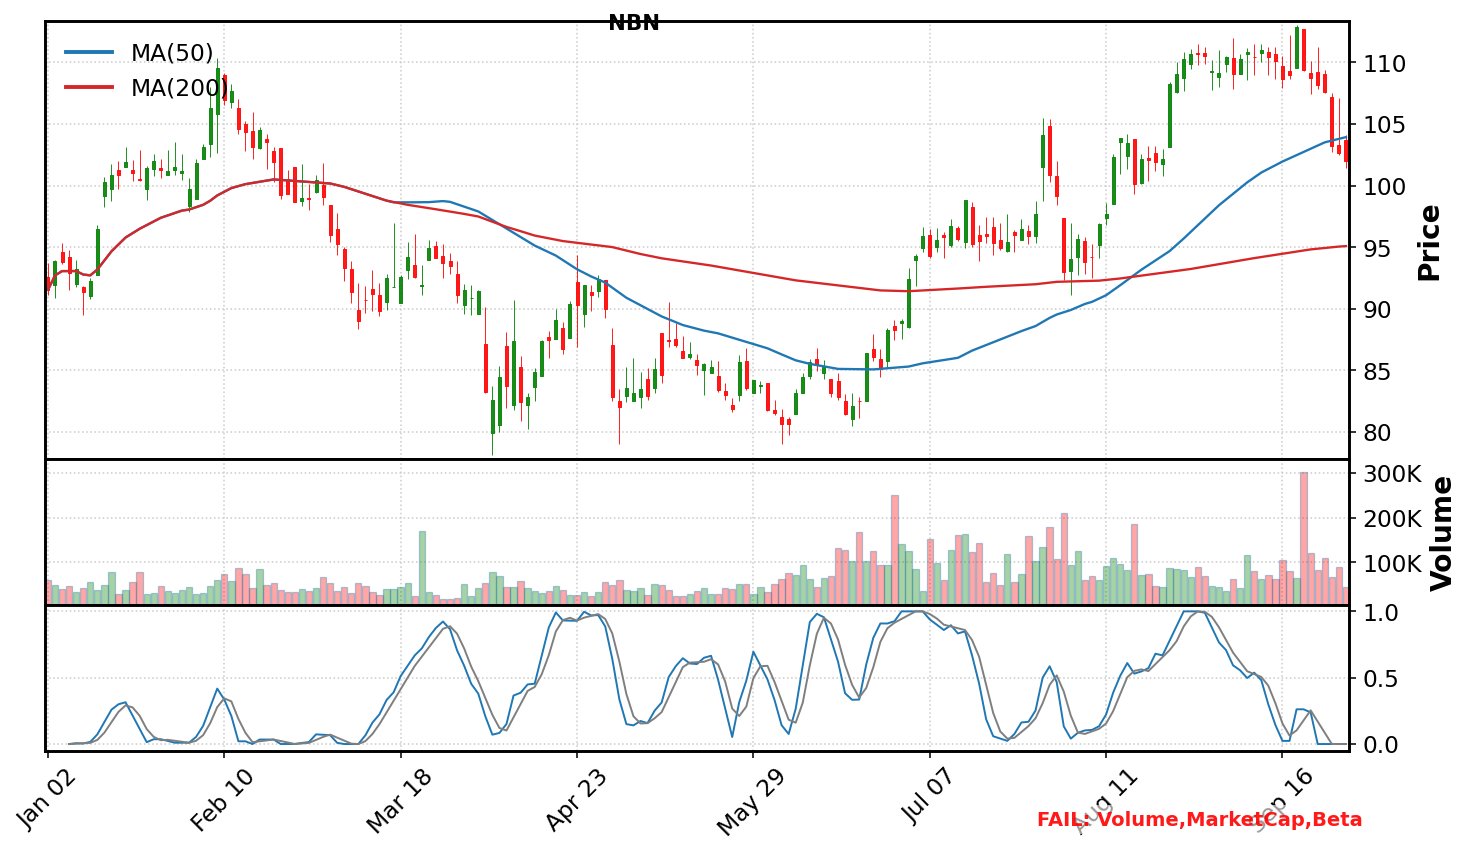 NBN
MA(50)
MA(200)
110
105
100
95
90
85
80
Price
300K
200K
100K
Volume
1.0
0.5
0.0
Jan 02
Feb 10
Mar 18
Apr 23
May 29
Jul 07
Aug 11
Sep 16
FAIL: Volume,MarketCap,Beta